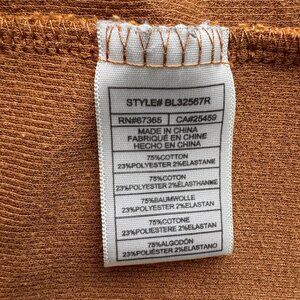 STYLE# BL32567R
RN#67365 CA#25459
MADE IN CHINA
FABRIQUÉ EN CHINE
HECHO EN CHINA
75%COTTON
23%POLYESTER 2%ELASTANE
75%COTON
23%POLYESTER 2%ÉLASTHANNE
75%BAUMWOLLE
23%POLYESTER 2%ELASTAN
75%COTONE
23%POLIESTERE 2%ELASTAN
75%ALGODÓN
23%POLIÉSTER 2%ELASTANO